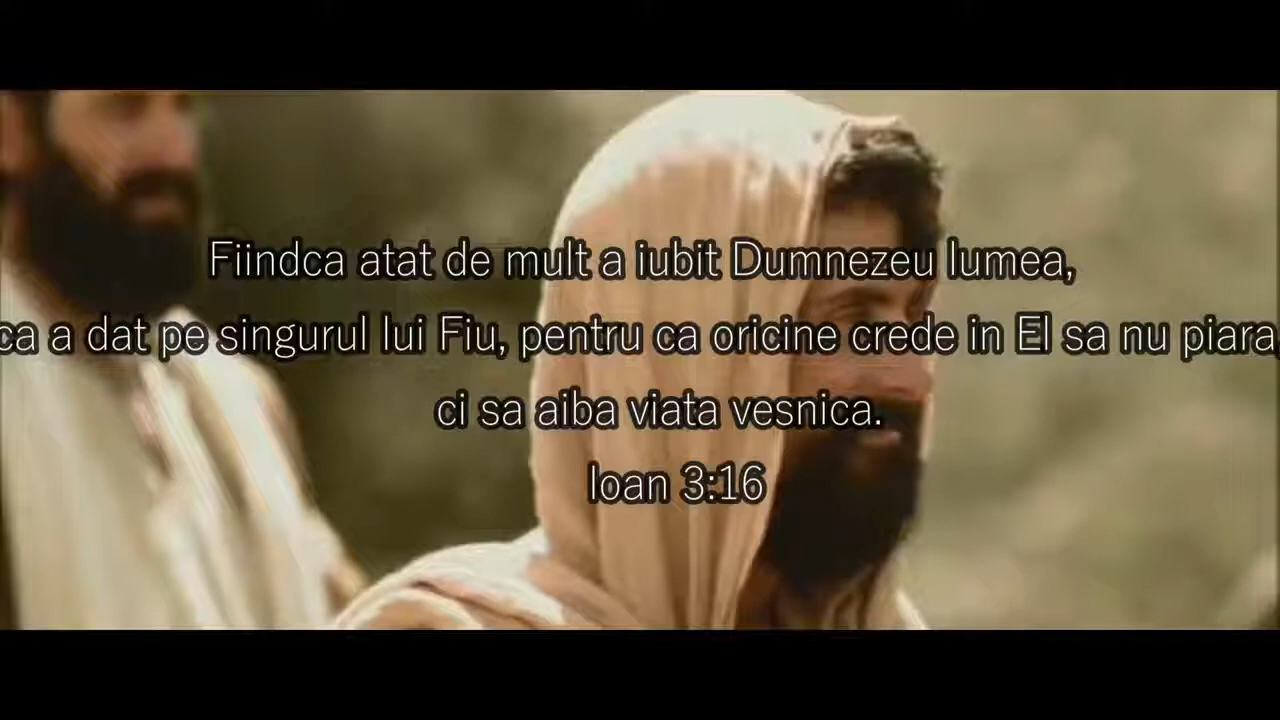 Fiindca atat de mult a iubit Dumnezeu lumea,
ca a dat pe singurul lui Fiu, pentru ca oricine crede in El sa nu piara,
ci sa aiba viata vesnica.
Ioan 3:16